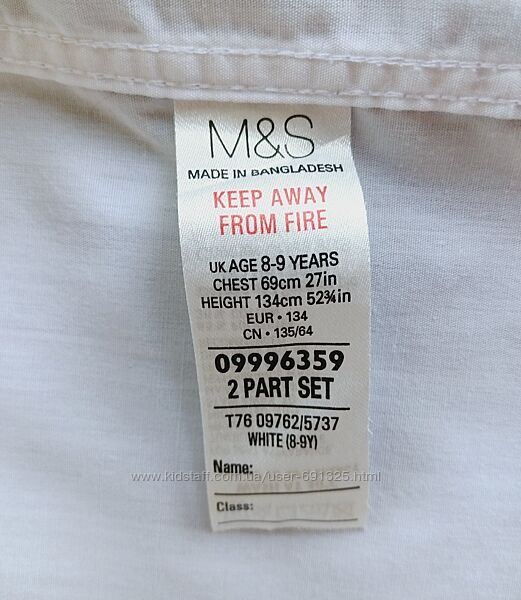 M&S
MADE IN BANGLADESH
KEEP AWAY
FROM FIRE
UK AGE 8-9 YEARS
CHEST 69cm 27in
HEIGHT 134cm 52¾in
EUR • 134
CN • 135/64
09996359
2 PART SET
T76 09762/5737
WHITE (8-9Y)
Name:
www.kidstaff.com.ua/user-691325.html
Class: